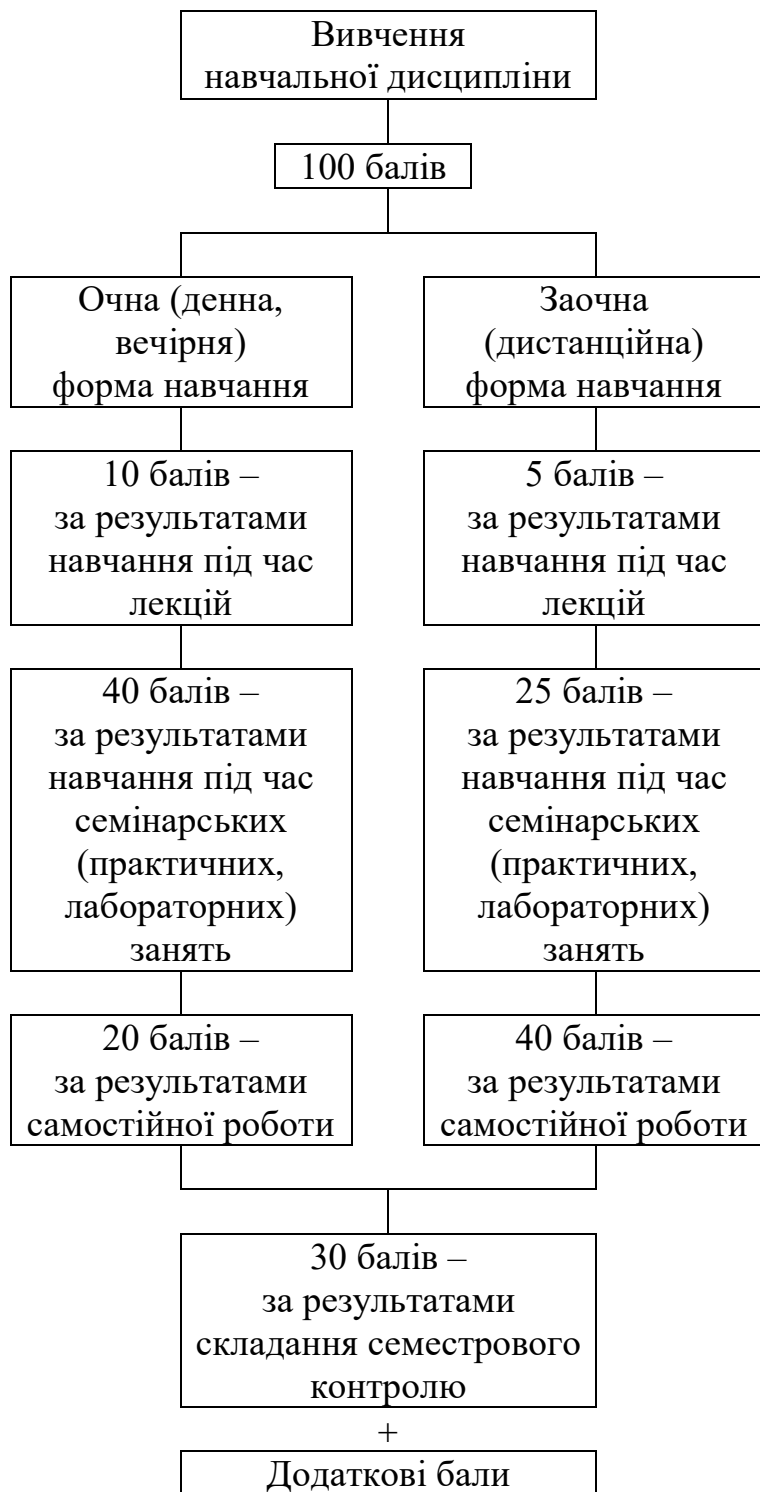 Вивчення
навчальної дисципліни
100 балів
Очна (денна,
вечірня)
форма навчання
Заочна
(дистанційна)
форма навчання
10 балів –
за результатами
навчання під час
лекцій
5 балів –
за результатами
навчання під час
лекцій
40 балів –
за результатами
навчання під час
семінарських
(практичних,
лабораторних)
занять
25 балів –
за результатами
навчання під час
семінарських
(практичних,
лабораторних)
занять
20 балів –
за результатами
самостійної роботи
40 балів –
за результатами
самостійної роботи
30 балів –
за результатами
складання семестрового
контролю
+
Додаткові бали